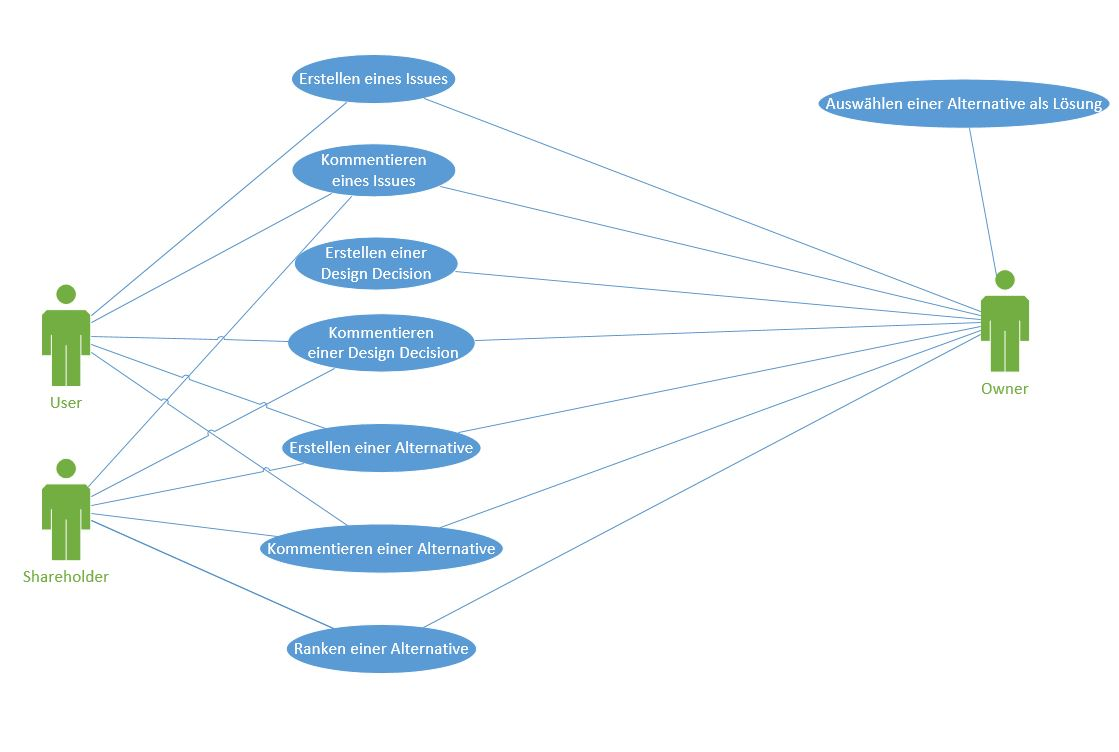 Erstellen eines Issues
Auswählen einer Alternative als Lösung
Kommentieren
eines Issues
Erstellen einer
Design Decision
Kommentieren
einer Design Decision
User
Owner
Erstellen einer Alternative
Kommentieren einer Alternative
Shareholder
Ranken einer Alternative